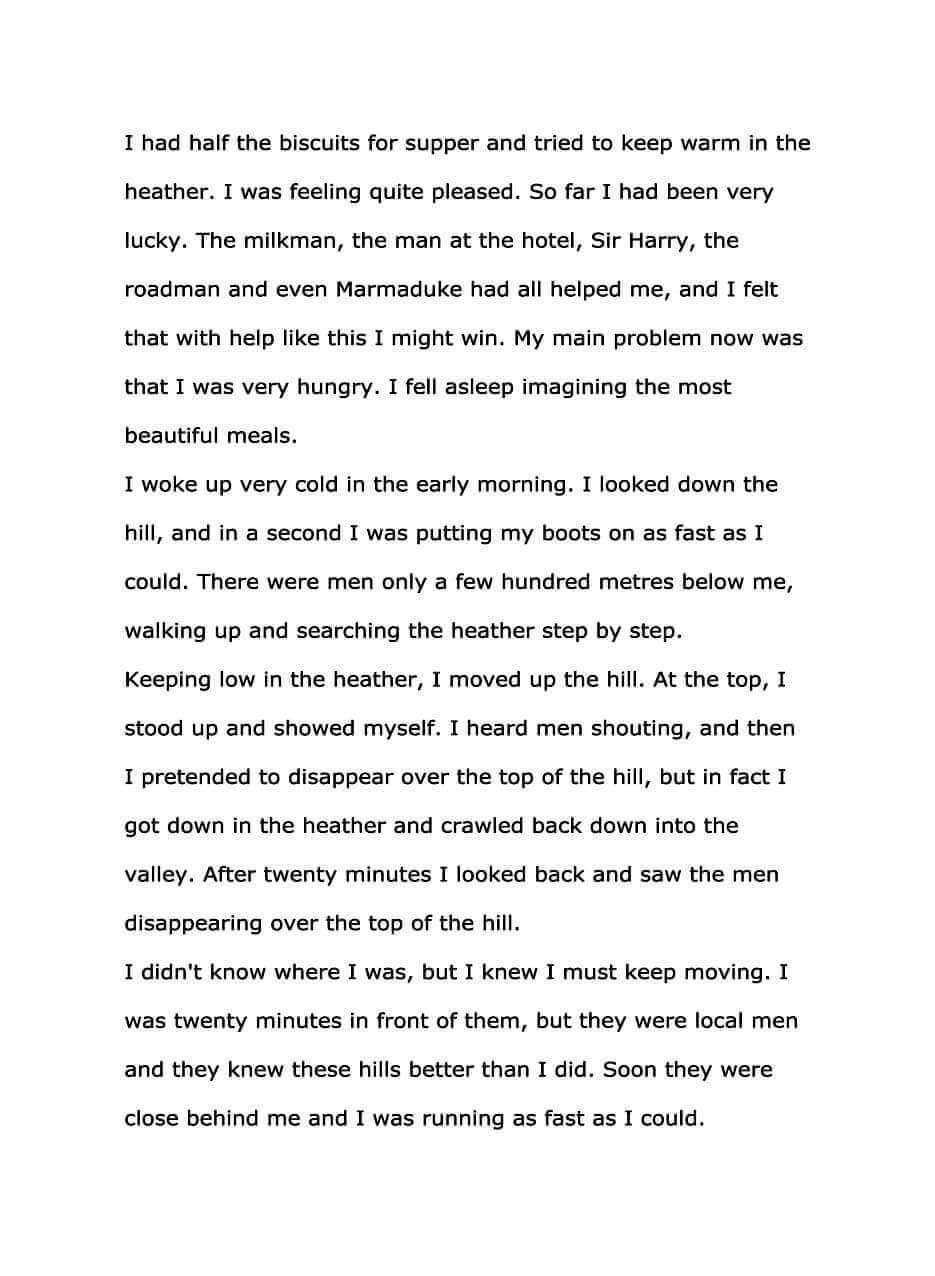 I had half the biscuits for supper and tried to keep warm in the
heather. I was feeling quite pleased. So far I had been very
lucky. The milkman, the man at the hotel, Sir Harry, the
roadman and even Marmaduke had all helped me, and I felt
that with help like this I might win. My main problem now was
that I was very hungry. I fell asleep imagining the most
beautiful meals.
I woke up very cold in the early morning. I looked down the
hill, and in a second I was putting my boots on as fast as I
could. There were men only a few hundred metres below me,
walking up and searching the heather step by step.
Keeping low in the heather, I moved up the hill. At the top, I
stood up and showed myself. I heard men shouting, and then
I pretended to disappear over the top of the hill, but in fact I
got down in the heather and crawled back down into the
valley. After twenty minutes I looked back and saw the men
disappearing over the top of the hill.
I didn't know where I was, but I knew I must keep moving. I
was twenty minutes in front of them, but they were local men
and they knew these hills better than I did. Soon they were
close behind me and I was running as fast as I could.